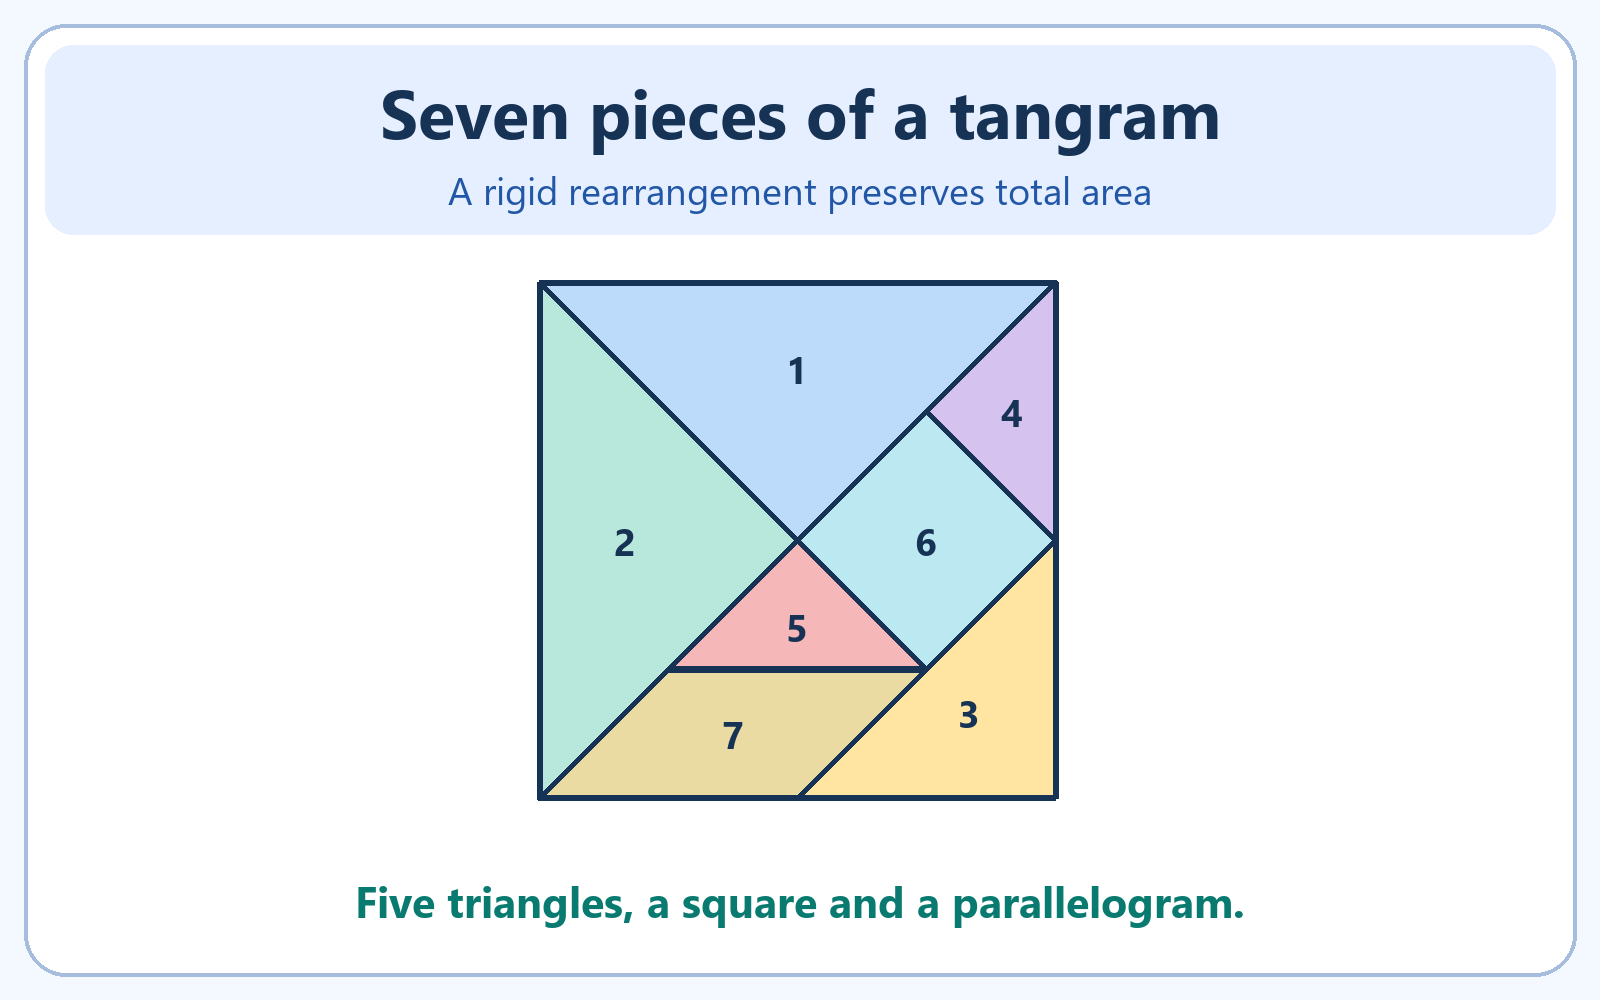 Seven pieces of a tangram
A rigid rearrangement preserves total area
1
4
2
6
5
3
7
Five triangles, a square and a parallelogram.